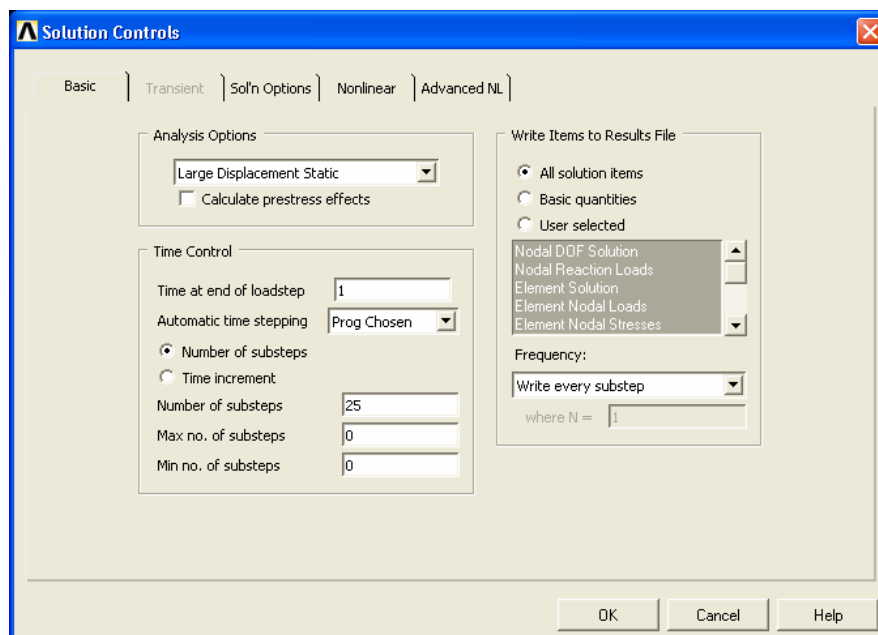 Solution Controls
Basic
Transient
Sol'n Options
Nonlinear
Advanced NL
Analysis Options
Large Displacement Static
Calculate prestress effects
Time Control
Time at end of loadstep 1
Automatic time stepping Prog Chosen
Number of substeps
Time increment
Number of substeps 25
Max no. of substeps 0
Min no. of substeps 0
Write Items to Results File
All solution items
Basic quantities
User selected
Nodal DOF Solution
Nodal Reaction Loads
Element Solution
Element Nodal Loads
Element Nodal Stresses
Frequency:
Write every substep
where N = 1
OK
Cancel
Help